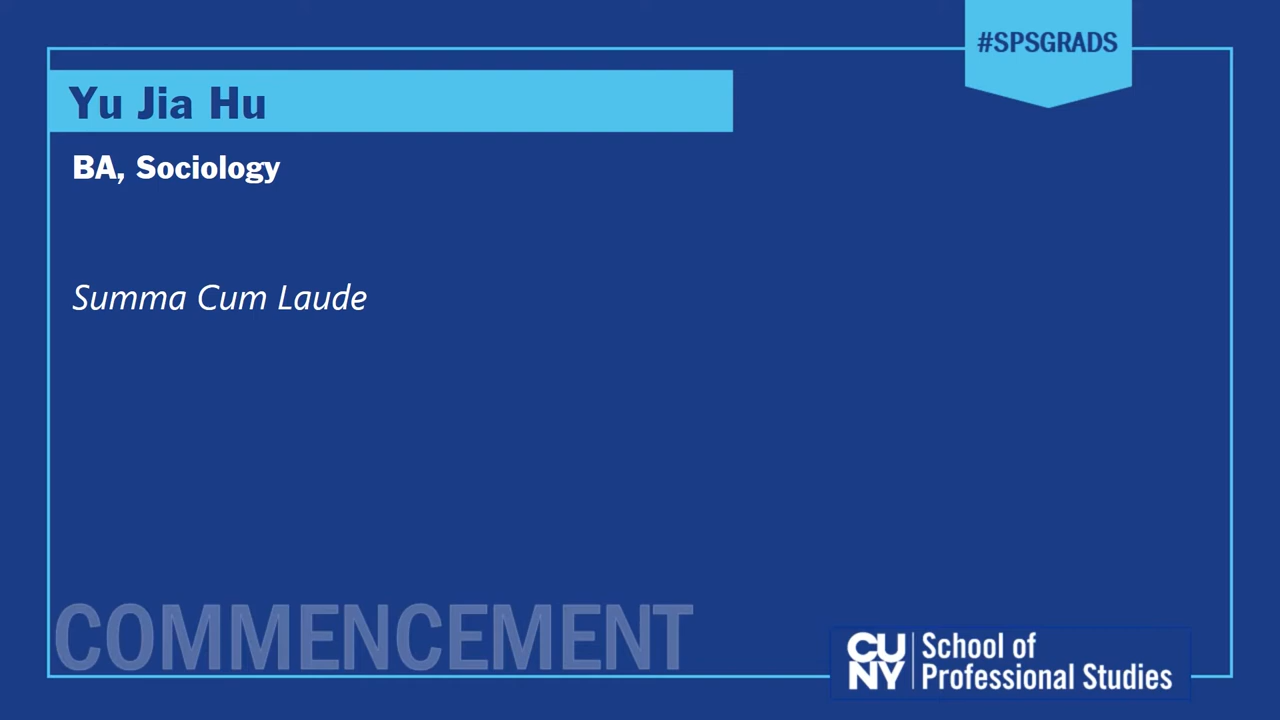 #SPSGRADS
Yu Jia Hu
BA, Sociology
Summa Cum Laude
COMMENCEMENT
CU
NY
School of
Professional Studies